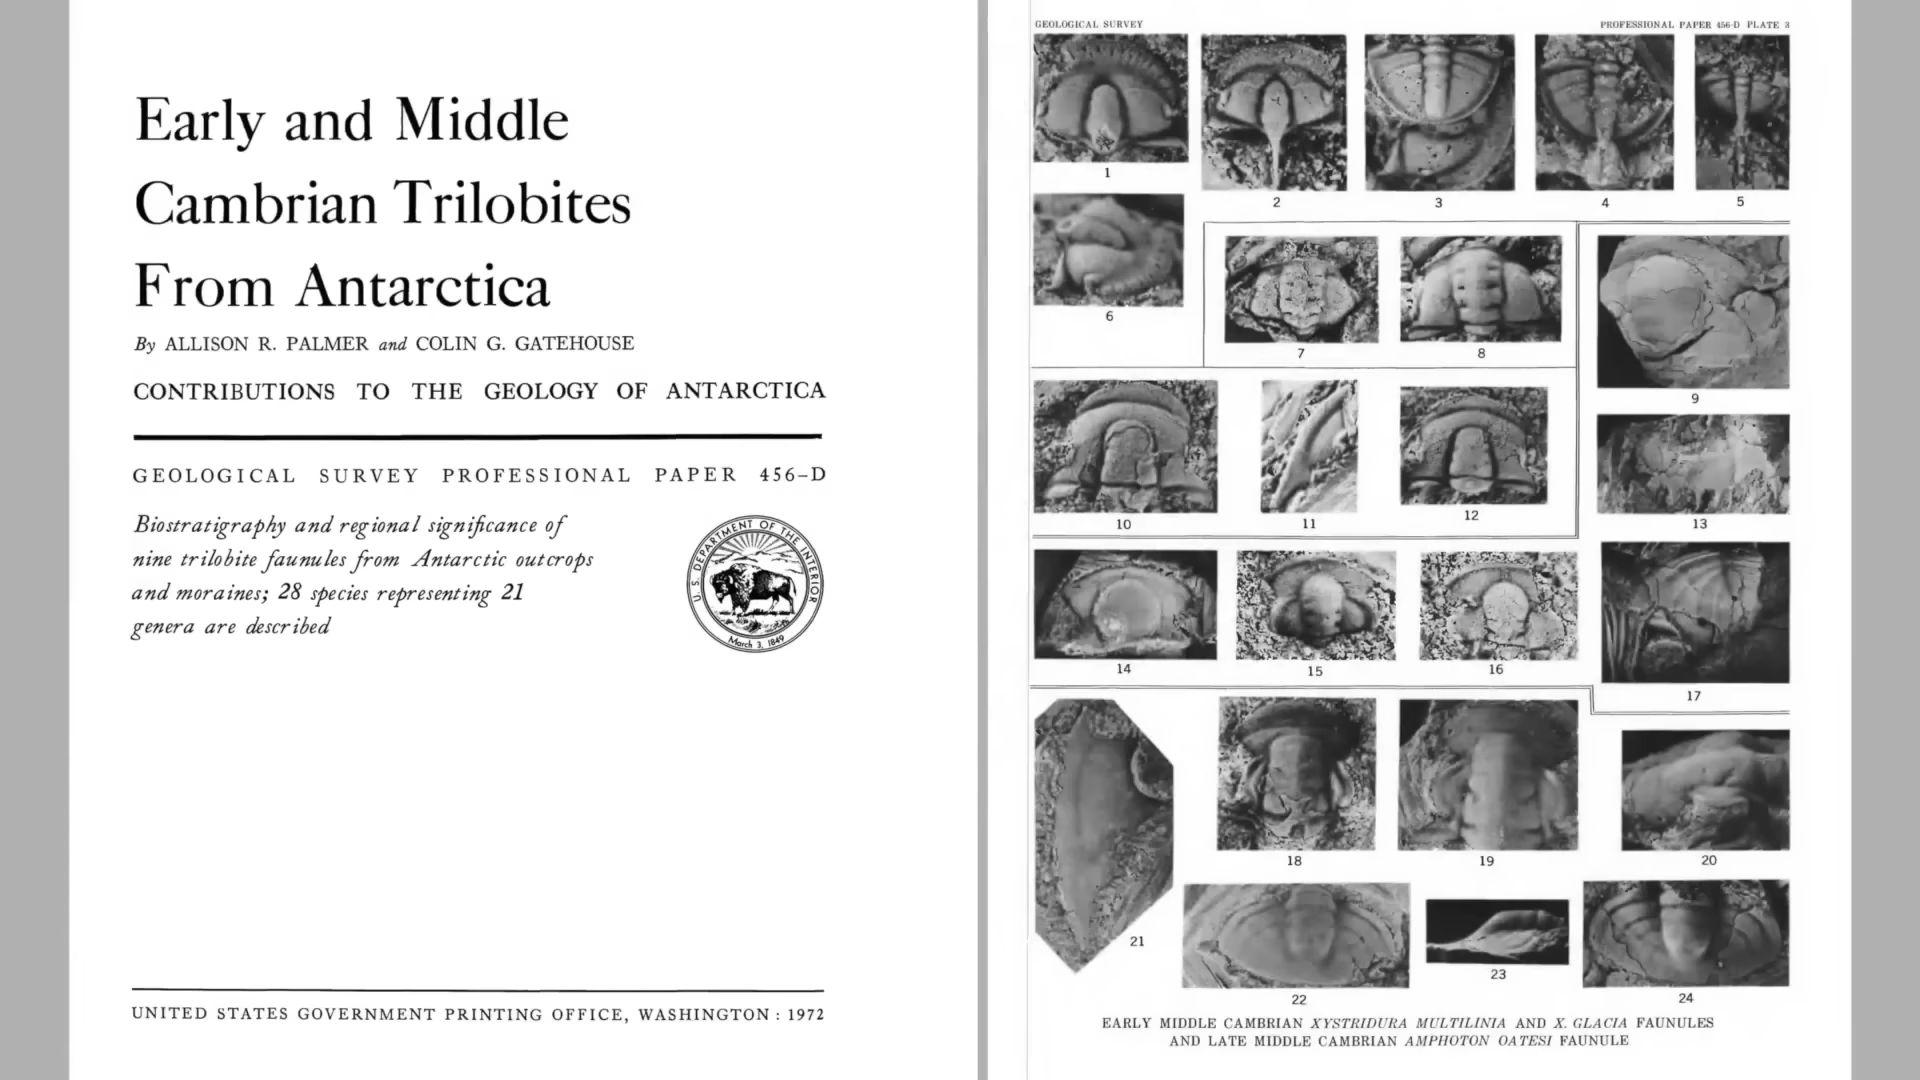 Early and Middle
Cambrian Trilobites
From Antarctica
By ALLISON R. PALMER and COLIN G. GATEHOUSE
CONTRIBUTIONS TO THE GEOLOGY OF ANTARCTICA
GEOLOGICAL SURVEY PROFESSIONAL PAPER 456–D
Biostratigraphy and regional significance of
nine trilobite faunules from Antarctic outcrops
and moraines; 28 species representing 21
genera are described
U. S. DEPARTMENT OF THE INTERIOR
March 3, 1849
UNITED STATES GOVERNMENT PRINTING OFFICE, WASHINGTON : 1972
GEOLOGICAL SURVEY
PROFESSIONAL PAPER 456-D PLATE 3
1
2
3
4
5
6
7
8
9
10
11
12
13
14
15
16
17
18
19
20
21
22
23
24
EARLY MIDDLE CAMBRIAN XYSTRIDURA MULTILINIA AND X. GLACIA FAUNULES
AND LATE MIDDLE CAMBRIAN AMPHOTON OATESI FAUNULE